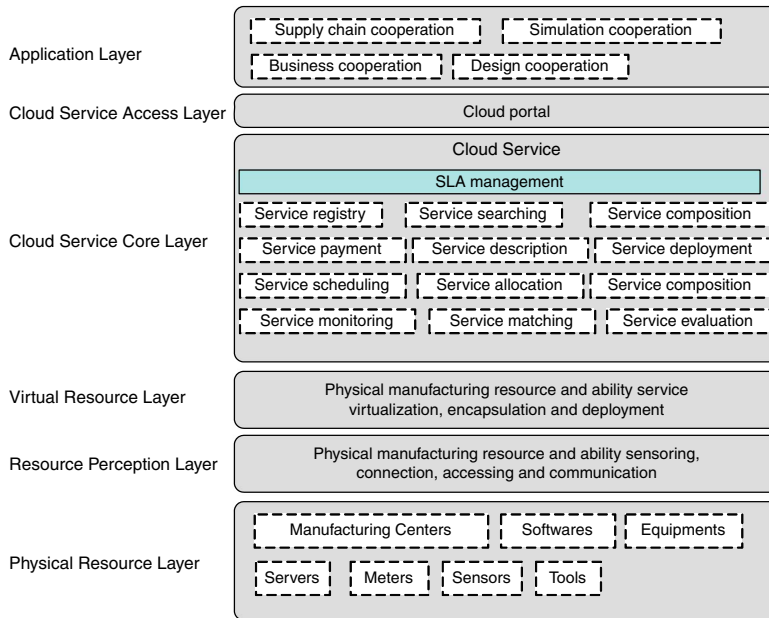 Application Layer
Supply chain cooperation
Simulation cooperation
Business cooperation
Design cooperation
Cloud Service Access Layer
Cloud portal
Cloud Service Core Layer
Cloud Service
SLA management
Service registry
Service searching
Service composition
Service payment
Service description
Service deployment
Service scheduling
Service allocation
Service composition
Service monitoring
Service matching
Service evaluation
Virtual Resource Layer
Physical manufacturing resource and ability service
virtualization, encapsulation and deployment
Resource Perception Layer
Physical manufacturing resource and ability sensoring,
connection, accessing and communication
Physical Resource Layer
Manufacturing Centers
Softwares
Equipments
Servers
Meters
Sensors
Tools